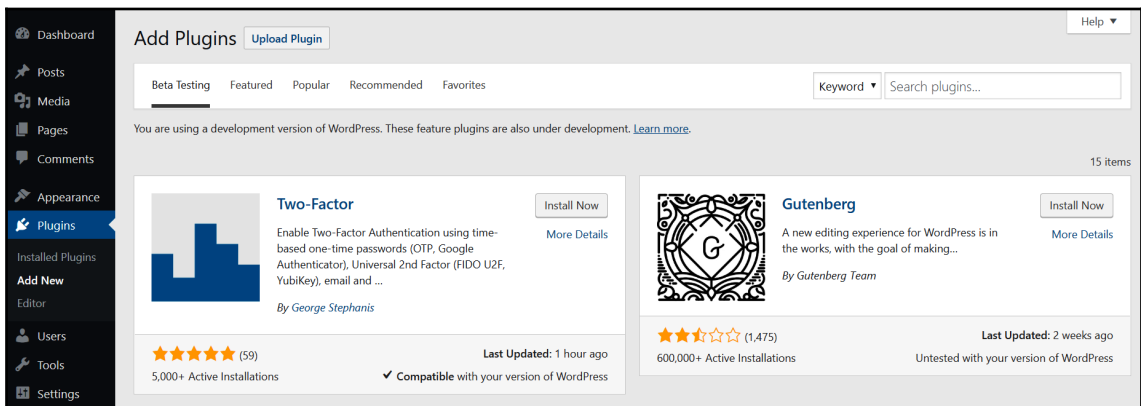 Help ▼
Dashboard
Posts
Media
Pages
Comments
Appearance
Plugins
Installed Plugins
Add New
Editor
Users
Tools
Settings
Add Plugins Upload Plugin
Beta Testing Featured Popular Recommended Favorites Keyword ▼ Search plugins...
You are using a development version of WordPress. These feature plugins are also under development. Learn more.
15 items
Two-Factor
Install Now
More Details
Enable Two-Factor Authentication using time-
based one-time passwords (OTP, Google
Authenticator), Universal 2nd Factor (FIDO U2F,
YubiKey), email and ...
By George Stephanis
(59)
5,000+ Active Installations
Last Updated: 1 hour ago
✔ Compatible with your version of WordPress
Gutenberg
Install Now
More Details
A new editing experience for WordPress is in
the works, with the goal of making...
By Gutenberg Team
G
(1,475)
600,000+ Active Installations
Last Updated: 2 weeks ago
Untested with your version of WordPress